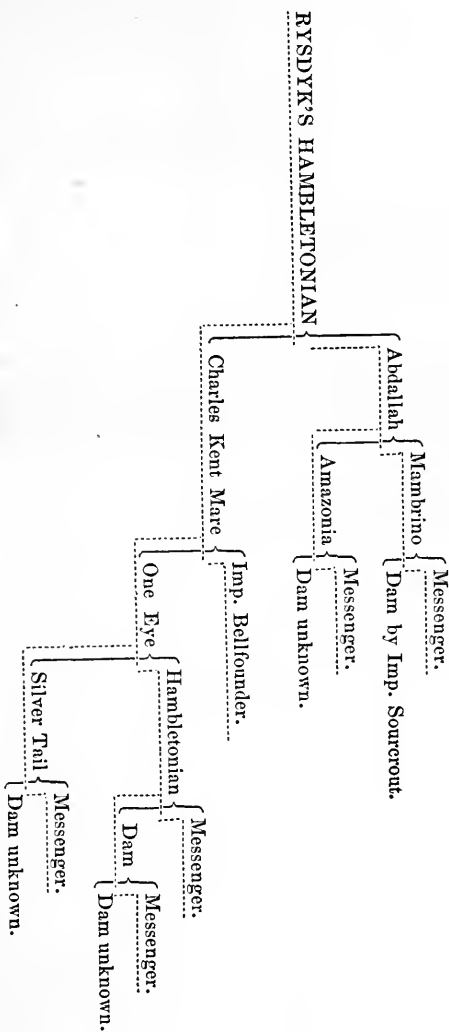 RYSDYK'S HAMBLETONIAN
Abdallah
Mambrino
Messenger.
Dam by Imp. Sourcrout.
Amazonia
Messenger.
Dam unknown.
Charles Kent Mare
Imp. Bellfounder.
One Eye
Hambletonian
Messenger.
Dam
Messenger.
Dam unknown.
Silver Tail
Messenger.
Dam unknown.